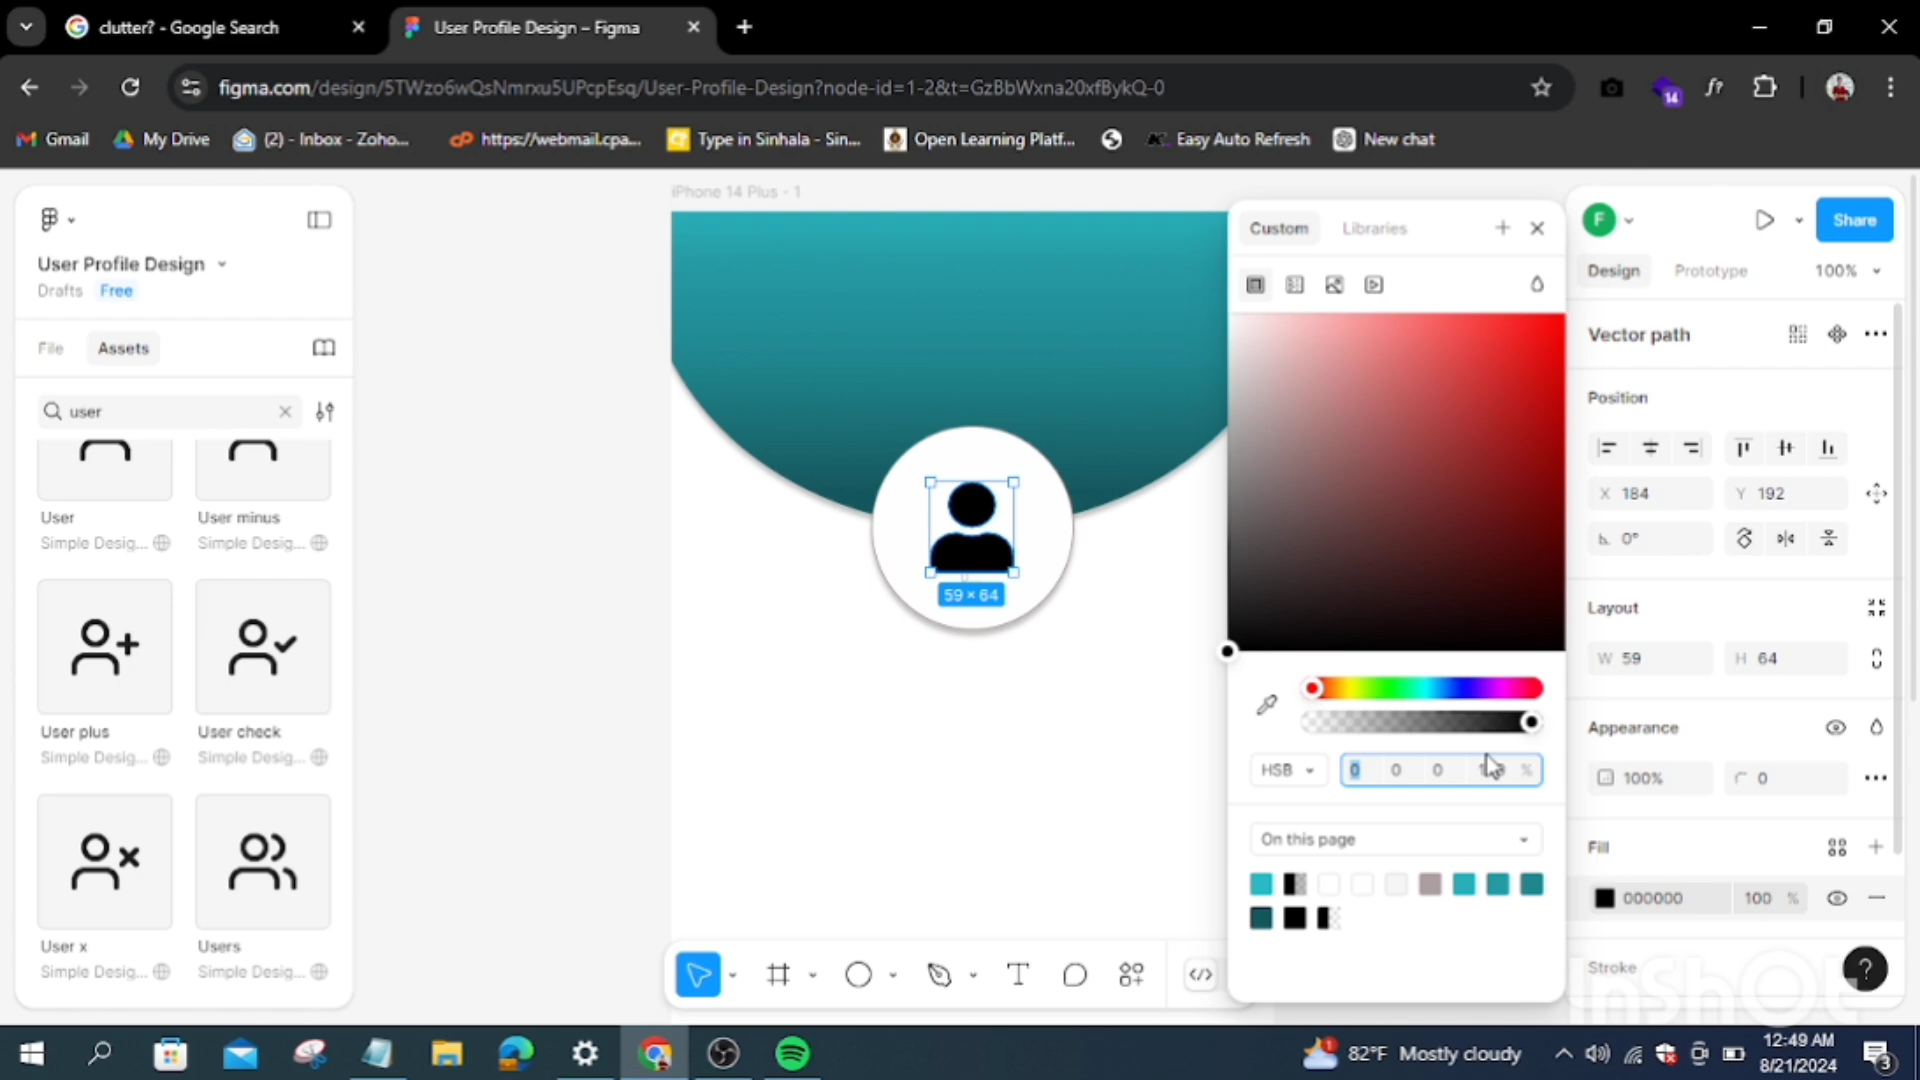 clutter? - Google Search
User Profile Design – Figma
figma.com/design/5TWzo6wQsNmrxu5UPcpEsq/User-Profile-Design?node-id=1-2&t=GzBbWxna20xfBykQ-0
14
f?
Gmail
My Drive
(2) - Inbox - Zoho...
https://webmail.cpa...
Type in Sinhala - Sin...
Open Learning Platf...
Easy Auto Refresh
New chat
User Profile Design
Drafts Free
File Assets
user
User
Simple Desig...
User minus
Simple Desig...
User plus
Simple Desig...
User check
Simple Desig...
User x
Simple Desig...
Users
Simple Desig...
iPhone 14 Plus - 1
59 × 64
T
Custom Libraries
HSB 0 0 0 %
On this page
F
Share
Design Prototype 100%
Vector path
Position
X 184 Y 192
0°
Layout
W 59 H 64
Appearance
100% 0
Fill
000000 100 %
Stroke
?
InShOt
82°F Mostly cloudy
12:49 AM
8/21/2024
3